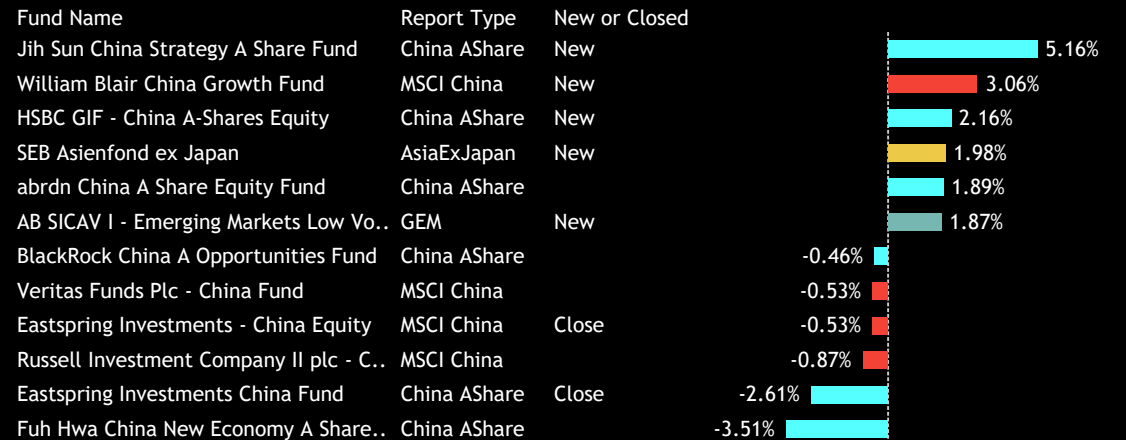 Fund Name Report Type New or Closed
Jih Sun China Strategy A Share Fund China AShare New 5.16%
William Blair China Growth Fund MSCI China New 3.06%
HSBC GIF - China A-Shares Equity China AShare New 2.16%
SEB Asienfond ex Japan AsiaExJapan New 1.98%
abrdn China A Share Equity Fund China AShare 1.89%
AB SICAV I - Emerging Markets Low Vo.. GEM New 1.87%
BlackRock China A Opportunities Fund China AShare -0.46%
Veritas Funds Plc - China Fund MSCI China -0.53%
Eastspring Investments - China Equity MSCI China Close -0.53%
Russell Investment Company II plc - C.. MSCI China -0.87%
Eastspring Investments China Fund China AShare Close -2.61%
Fuh Hwa China New Economy A Share.. China AShare -3.51%